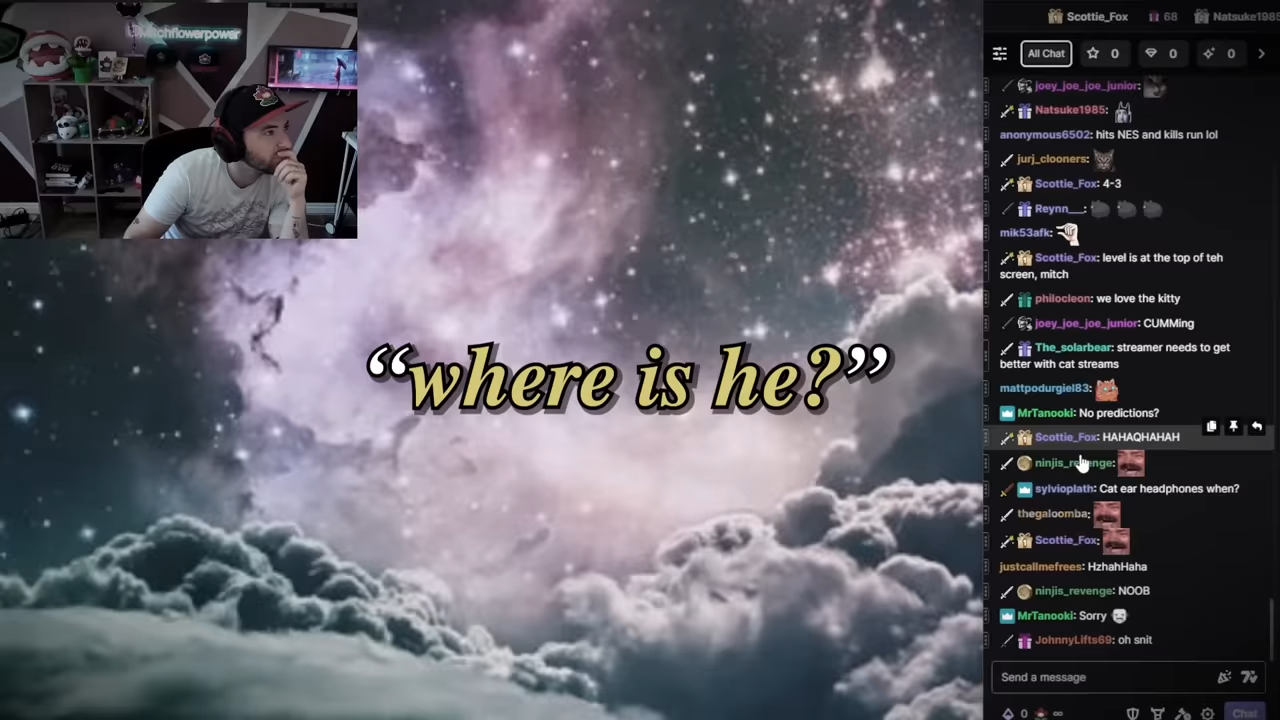 Mitchflowerpower
Scottie_Fox 68 Natsuke1985
All Chat 0 0 0
joey_joe_joe_junior:
Natsuke1985:
anonymous6502: hits NES and kills run lol
jurj_clooners:
Scottie_Fox: 4-3
Reynn__:
mik53afk:
Scottie_Fox: level is at the top of teh
screen, mitch
philocleon: we love the kitty
joey_joe_joe_junior: CUMMing
The_solarbear: streamer needs to get
better with cat streams
mattpodurgiel83:
MrTanooki: No predictions?
Scottie_Fox: HAHAQHAHAH
ninjis_revenge:
sylvioplath: Cat ear headphones when?
thegaloomba:
Scottie_Fox:
justcallmefrees: HzhahHaha
ninjis_revenge: NOOB
MrTanooki: Sorry
JohnnyLifts69: oh snit
Send a message
0 ∞ Chat
“where is he?”